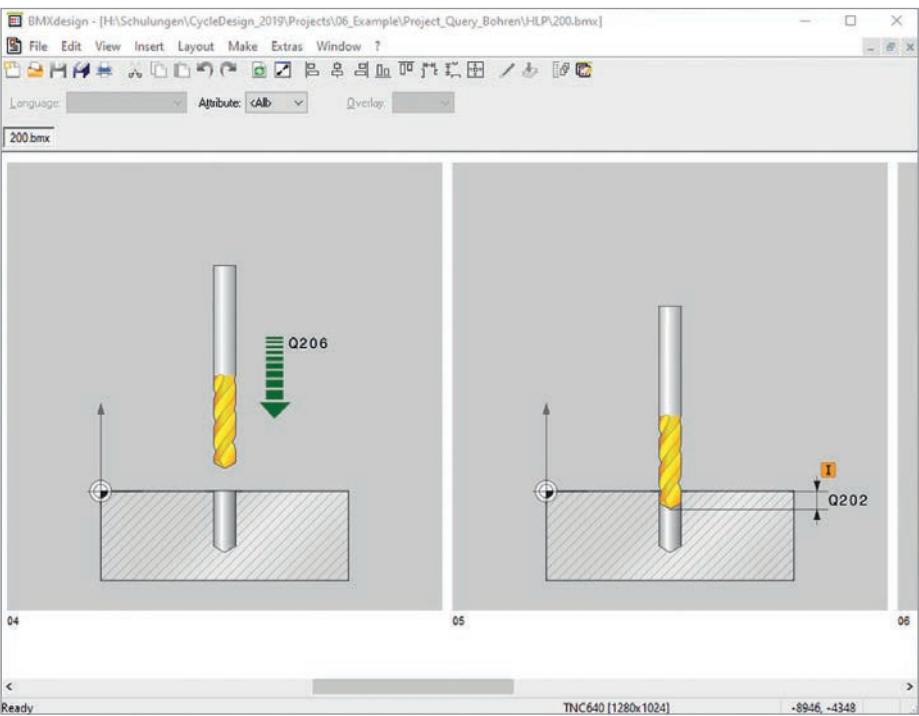 BMXdesign - [H:\Schulungen\CycleDesign_2019\Projects\06_Example\Project_Query_Bohren\HLP\200.bmx]
File Edit View Insert Layout Make Extras Window ?
Language: Attribute: <All> Overlay:
200.bmx
Q206
I
Q202
04 05 06
Ready TNC640 [1280x1024] -8946, -4348